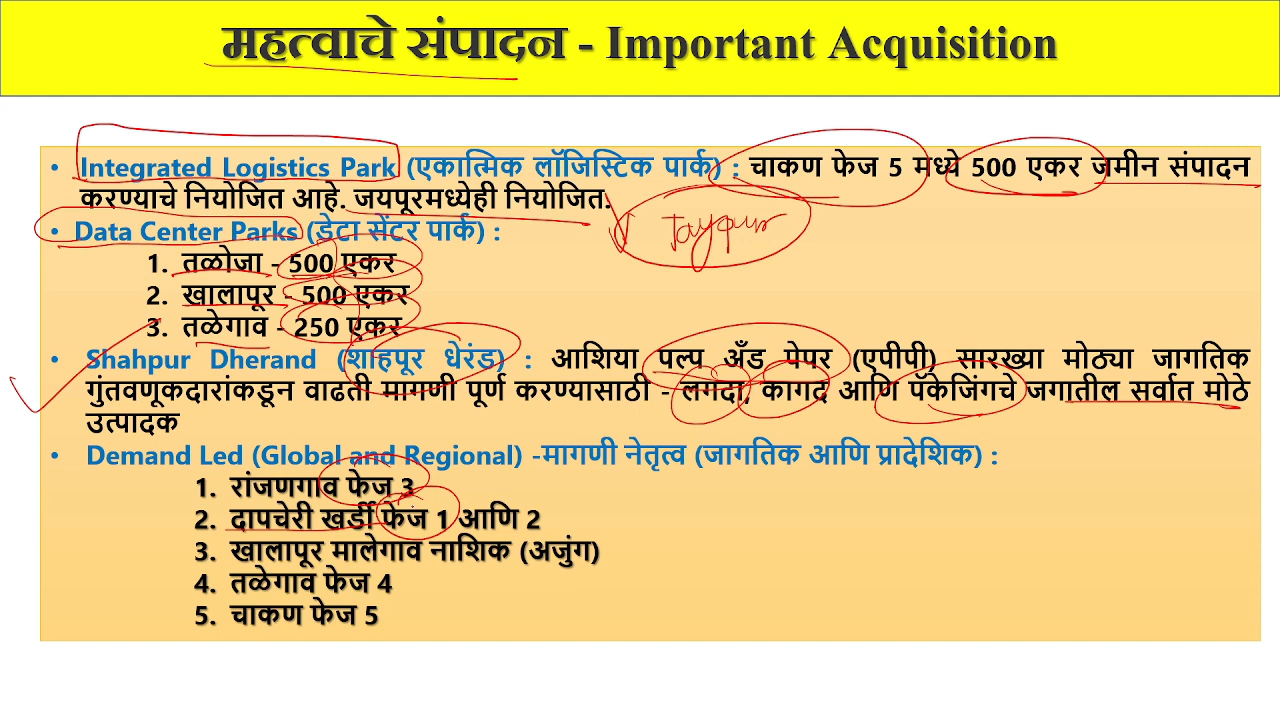 महत्वाचे संपादन - Important Acquisition
• Integrated Logistics Park (एकात्मिक लॉजिस्टिक पार्क) : चाकण फेज 5 मध्ये 500 एकर जमीन संपादन
करण्याचे नियोजित आहे. जयपूरमध्येही नियोजित.
Jaypur
• Data Center Parks (डेटा सेंटर पार्क) :
1. तळोजा - 500 एकर
2. खालापूर - 500 एकर
3. तळेगाव - 250 एकर
• Shahpur Dherand (शाहपूर धेरंड) : आशिया पल्प अँड पेपर (एपीपी) सारख्या मोठ्या जागतिक
गुंतवणूकदारांकडून वाढती मागणी पूर्ण करण्यासाठी - लगदा, कागद आणि पॅकेजिंगचे जगातील सर्वात मोठे
उत्पादक
• Demand Led (Global and Regional) -मागणी नेतृत्व (जागतिक आणि प्रादेशिक) :
1. रांजणगाव फेज 3
2. दापचेरी खर्डी फेज 1 आणि 2
3. खालापूर मालेगाव नाशिक (अजुंग)
4. तळेगाव फेज 4
5. चाकण फेज 5